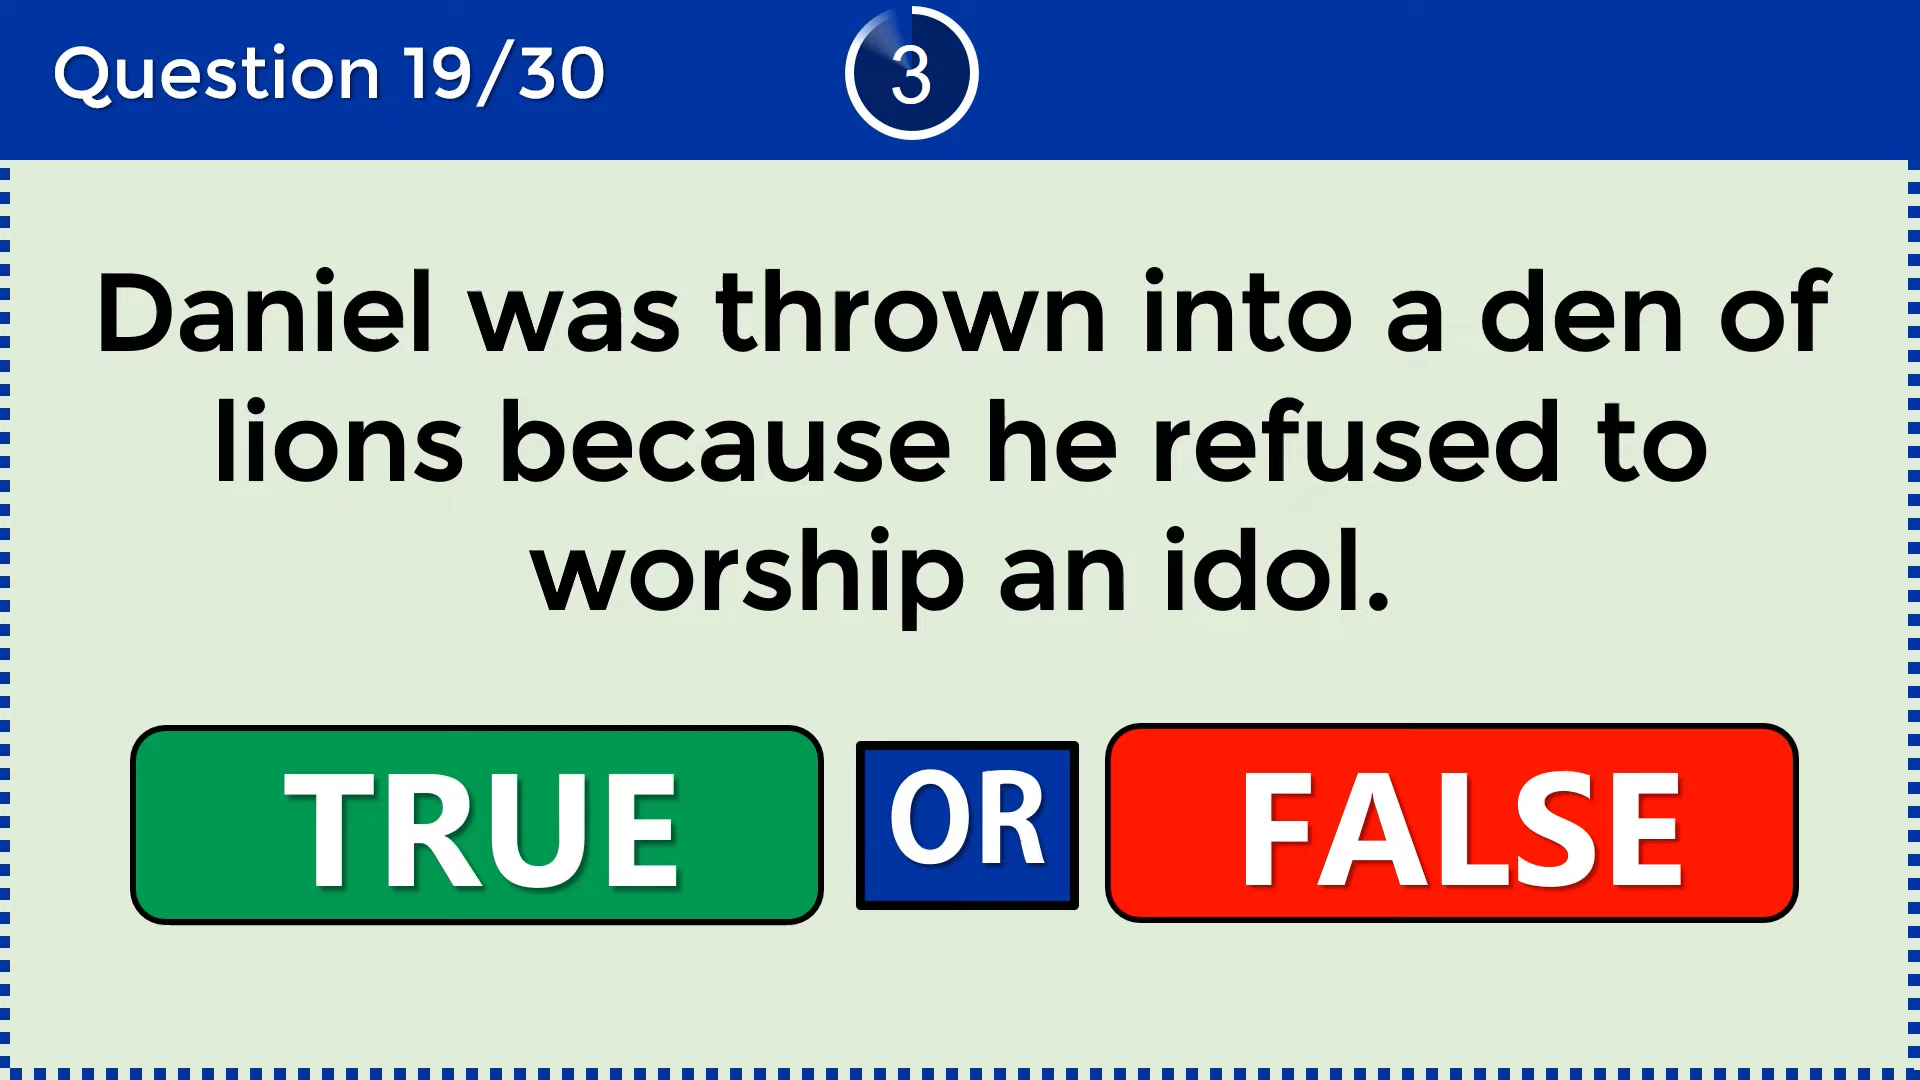 Question 19/30
3
Daniel was thrown into a den of
lions because he refused to
worship an idol.
TRUE
OR
FALSE